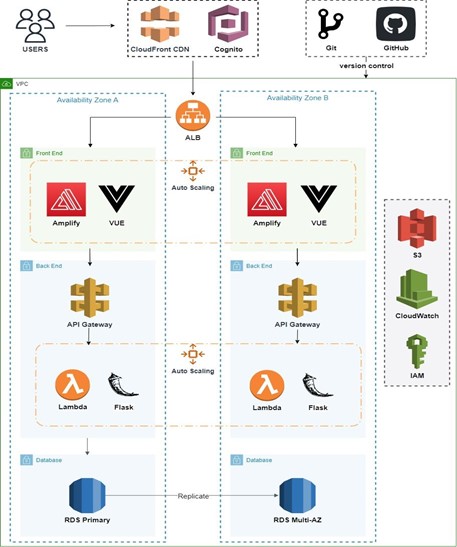 USERS
CloudFront CDN
Cognito
Git
GitHub
version control
VPC
Availability Zone A
Availability Zone B
ALB
Front End
Front End
Amplify
VUE
Auto Scaling
Amplify
VUE
Back End
Back End
API Gateway
API Gateway
Auto Scaling
Lambda
Flask
Lambda
Flask
Database
Database
RDS Primary
Replicate
RDS Multi-AZ
S3
CloudWatch
IAM